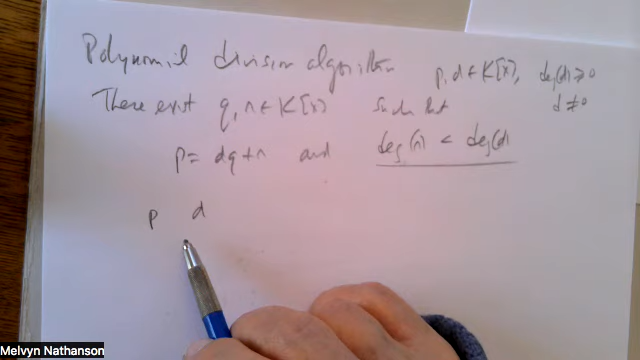 Polynomial division algorithm p, d ∈ K[x], deg(d) ≥ 0
There exist q, r ∈ K[x] such that d ≠ 0
p = dq + r and deg(r) < deg(d)
p d
Melvyn Nathanson